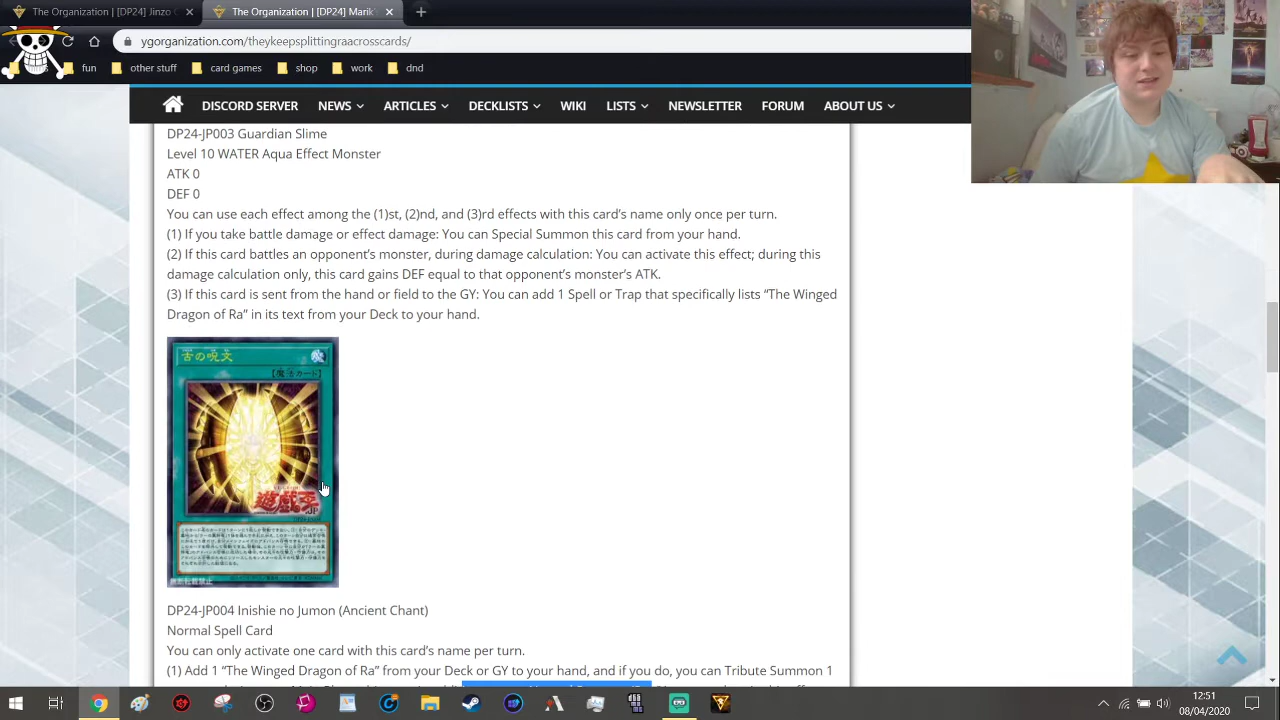 The Organization | [DP24] Jinzo
The Organization | [DP24] Marik
ygorganization.com/theykeepsplittingraacrosscards/
fun
other stuff
card games
shop
work
dnd
DISCORD SERVER
NEWS
ARTICLES
DECKLISTS
WIKI
LISTS
NEWSLETTER
FORUM
ABOUT US
DP24-JP003 Guardian Slime
Level 10 WATER Aqua Effect Monster
ATK 0
DEF 0
You can use each effect among the (1)st, (2)nd, and (3)rd effects with this card's name only once per turn.
(1) If you take battle damage or effect damage: You can Special Summon this card from your hand.
(2) If this card battles an opponent's monster, during damage calculation: You can activate this effect; during this
damage calculation only, this card gains DEF equal to that opponent's monster's ATK.
(3) If this card is sent from the hand or field to the GY: You can add 1 Spell or Trap that specifically lists "The Winged
Dragon of Ra" in its text from your Deck to your hand.
古の呪文
【魔法カード】
遊戯王
DP24-JP004 Inishie no Jumon (Ancient Chant)
Normal Spell Card
You can only activate one card with this card's name per turn.
(1) Add 1 "The Winged Dragon of Ra" from your Deck or GY to your hand, and if you do, you can Tribute Summon 1
12:51
08/04/2020